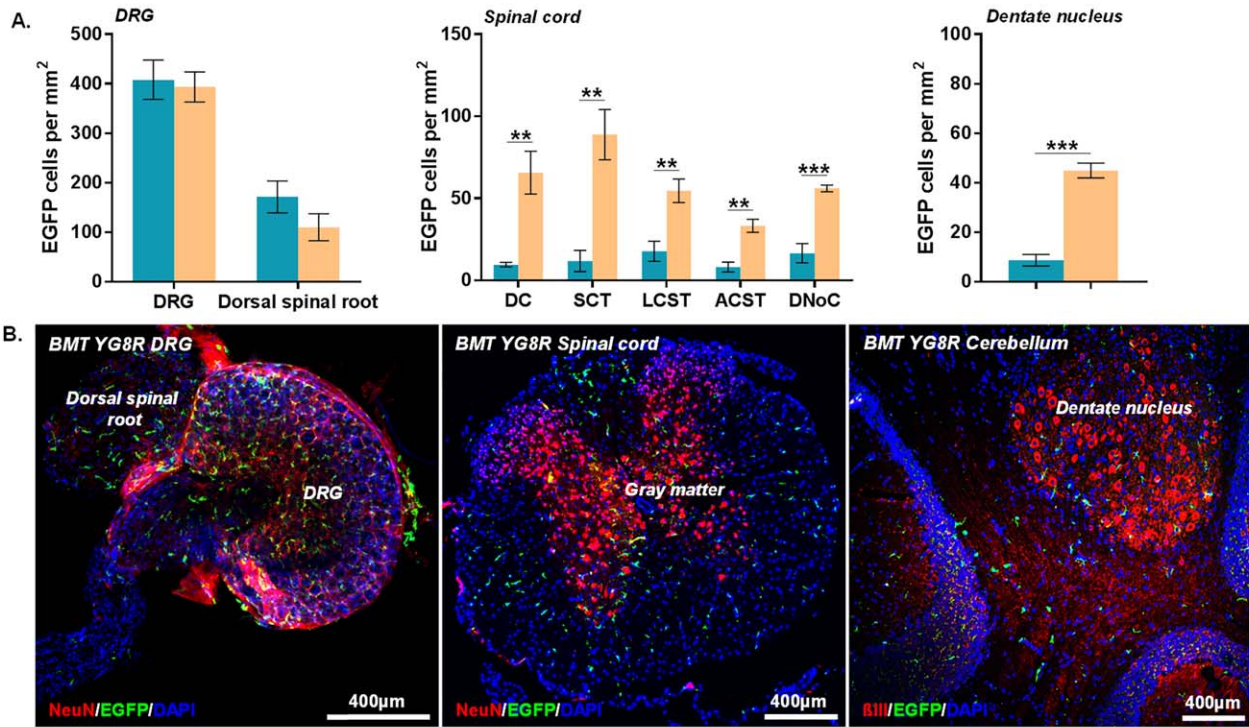 A.
DRG
EGFP cells per mm²
500
400
300
200
100
0
DRG Dorsal spinal root
Spinal cord
EGFP cells per mm²
150
100
50
0
** ** ** ** ***
DC SCT LCST ACST DNoC
Dentate nucleus
EGFP cells per mm²
100
80
60
40
20
0
***
B.
BMT YG8R DRG
Dorsal spinal
root
DRG
NeuN/EGFP/DAPI
400µm
BMT YG8R Spinal cord
Gray matter
NeuN/EGFP/DAPI
400µm
BMT YG8R Cerebellum
Dentate nucleus
ßIII/EGFP/DAPI
400µm